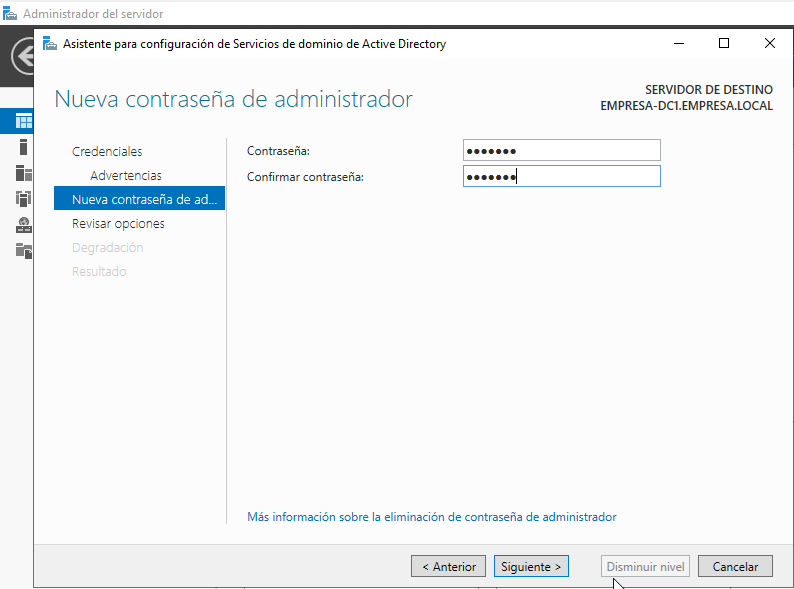 Administrador del servidor
Asistente para configuración de Servicios de dominio de Active Directory
Nueva contraseña de administrador
SERVIDOR DE DESTINO
EMPRESA-DC1.EMPRESA.LOCAL
Credenciales
Advertencias
Nueva contraseña de ad...
Revisar opciones
Degradación
Resultado
Contraseña: ●●●●●●●
Confirmar contraseña: ●●●●●●●
Más información sobre la eliminación de contraseña de administrador
< Anterior Siguiente > Disminuir nivel Cancelar